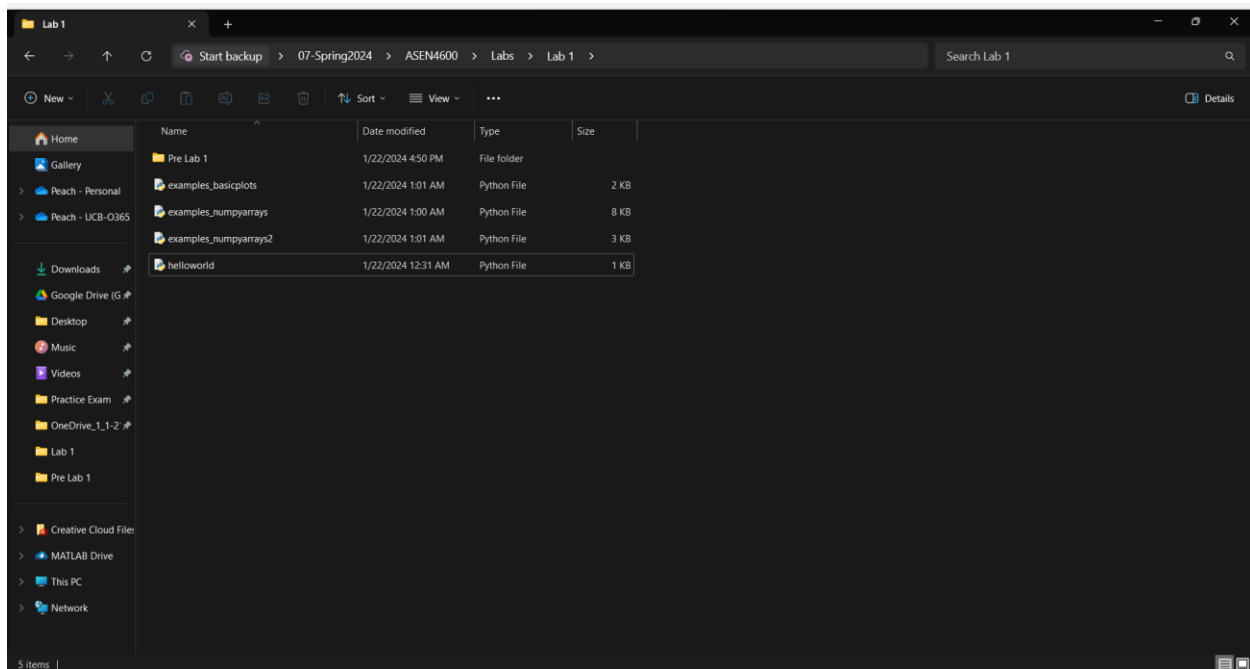 Lab 1
Start backup > 07-Spring2024 > ASEN4600 > Labs > Lab 1 >
Search Lab 1
New Sort View ... Details
Name Date modified Type Size
Home
Gallery
Peach - Personal
Peach - UCB-O365
Downloads
Google Drive (G
Desktop
Music
Videos
Practice Exam
OneDrive_1_1-2
Lab 1
Pre Lab 1
Creative Cloud Files
MATLAB Drive
This PC
Network
Pre Lab 1 1/22/2024 4:50 PM File folder
examples_basicplots 1/22/2024 1:01 AM Python File 2 KB
examples_numpyarrays 1/22/2024 1:00 AM Python File 8 KB
examples_numpyarrays2 1/22/2024 1:01 AM Python File 3 KB
helloworld 1/22/2024 12:31 AM Python File 1 KB
5 items